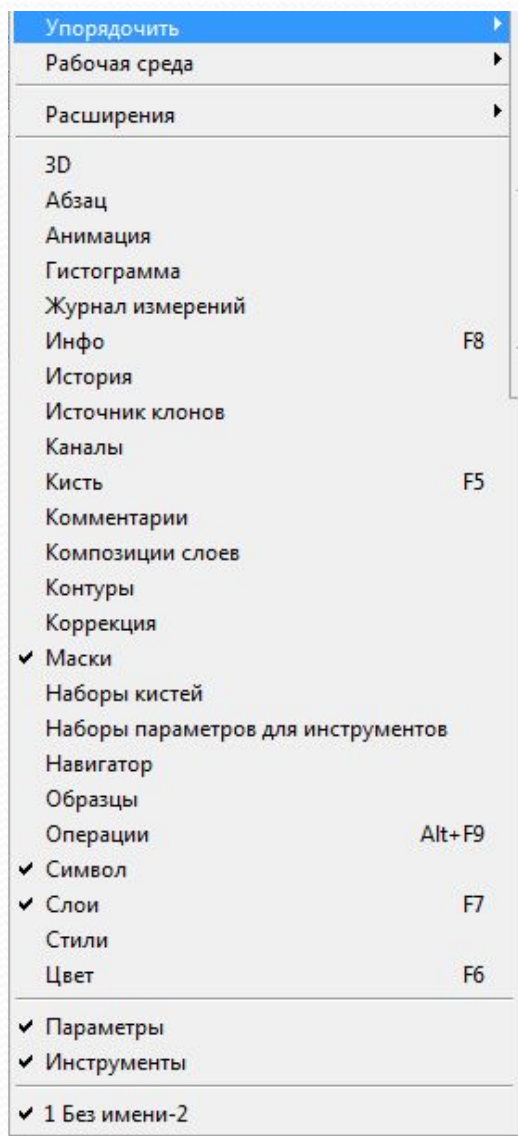 Упорядочить
Рабочая среда
Расширения
3D
Абзац
Анимация
Гистограмма
Журнал измерений
Инфо F8
История
Источник клонов
Каналы
Кисть F5
Комментарии
Композиции слоев
Контуры
Коррекция
Маски
Наборы кистей
Наборы параметров для инструментов
Навигатор
Образцы
Операции Alt+F9
Символ
Слои F7
Стили
Цвет F6
Параметры
Инструменты
1 Без имени-2